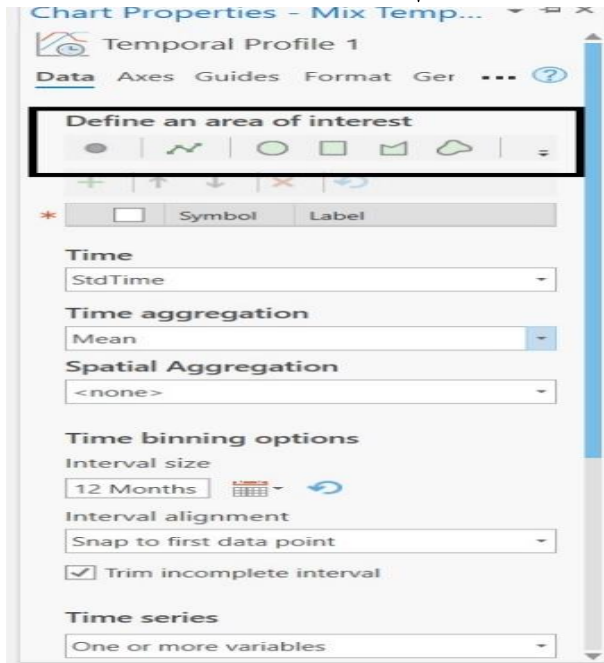 Chart Properties - Mix Temp...
Temporal Profile 1
Data Axes Guides Format Ger ... ?
Define an area of interest
* Symbol Label
Time
StdTime
Time aggregation
Mean
Spatial Aggregation
<none>
Time binning options
Interval size
12 Months
Interval alignment
Snap to first data point
Trim incomplete interval
Time series
One or more variables